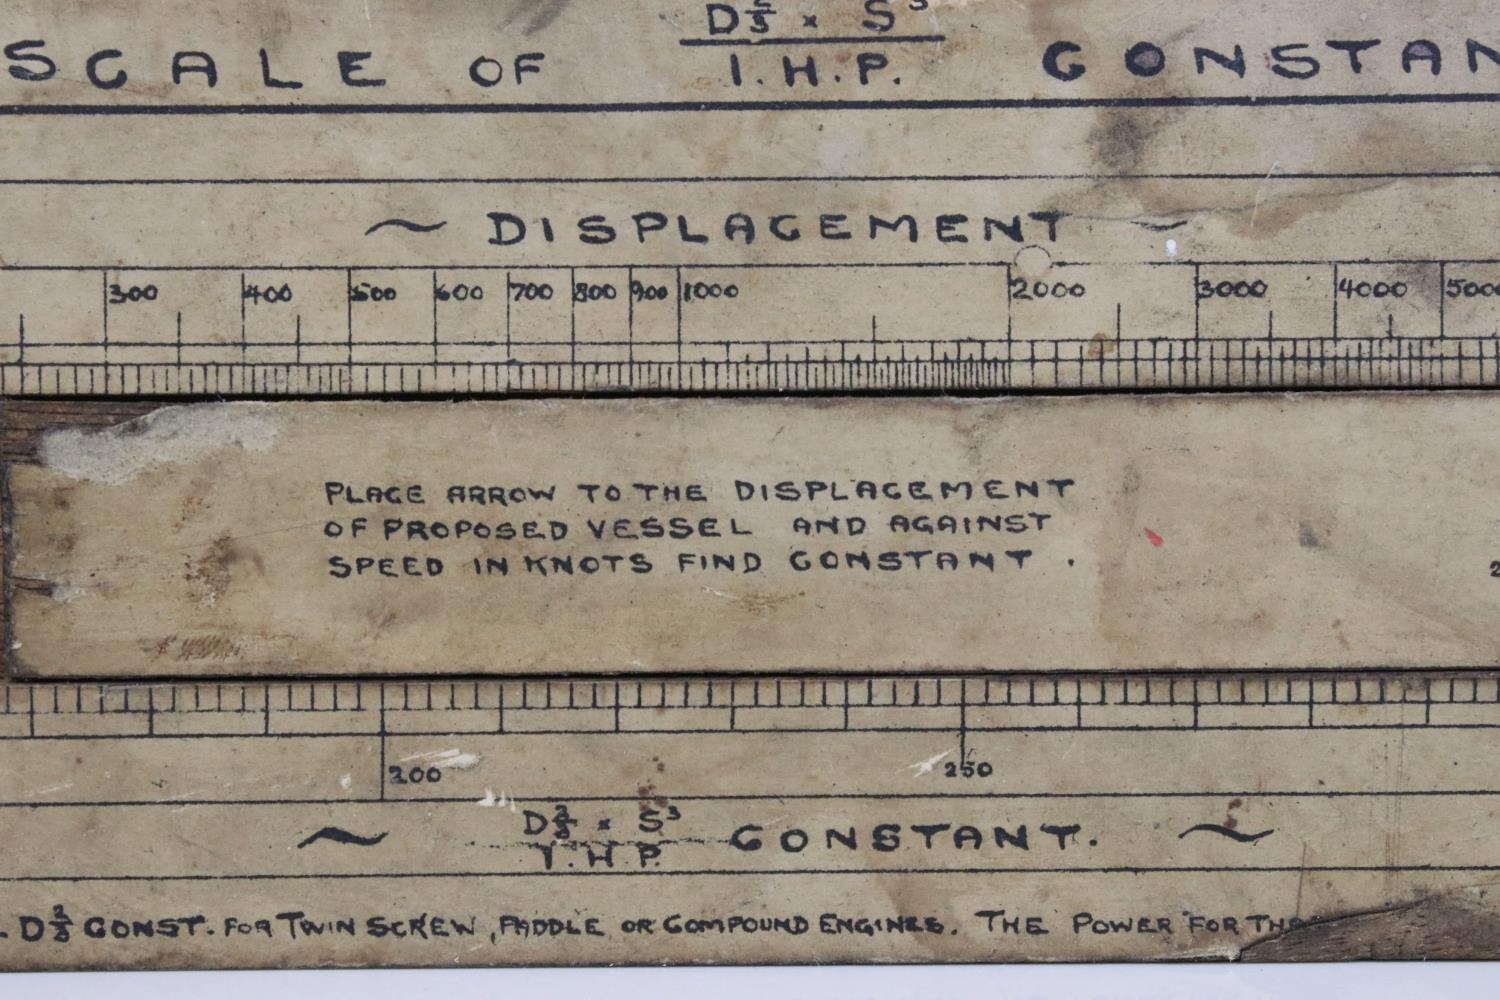 SCALE OF D⅔ × S³ / I.H.P. CONSTAN
~ DISPLACEMENT ~
300 400 500 600 700 800 900 1000 2000 3000 4000 5000
PLACE ARROW TO THE DISPLACEMENT
OF PROPOSED VESSEL AND AGAINST
SPEED IN KNOTS FIND CONSTANT .
2
200 250
~ D⅔ × S³ / I.H.P. CONSTANT. ~
. D⅔ CONST. FOR TWIN SCREW, PADDLE OR COMPOUND ENGINES. THE POWER FOR